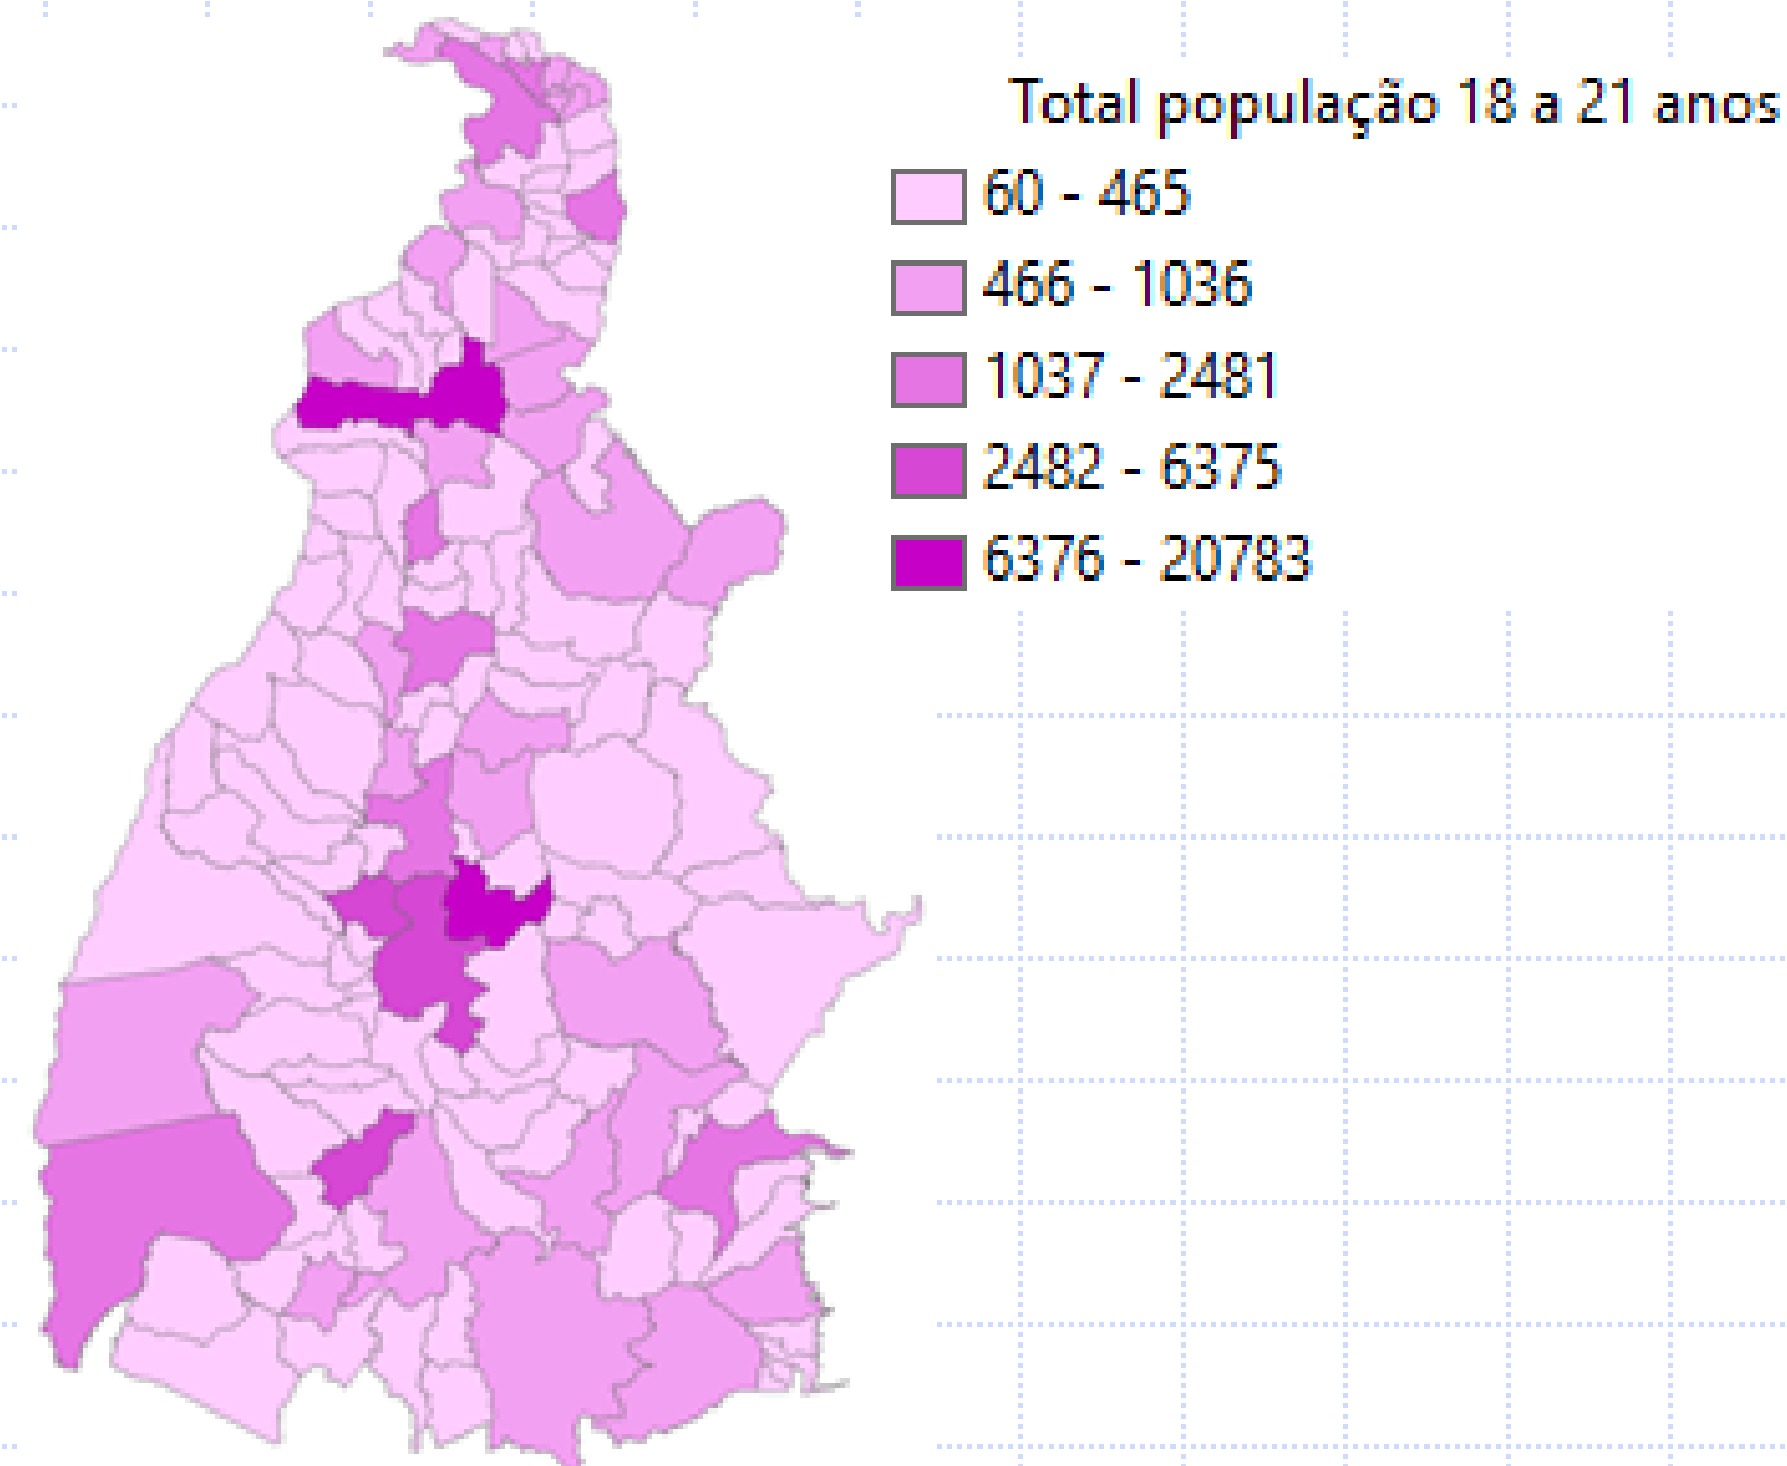 Total população 18 a 21 anos
60 - 465
466 - 1036
1037 - 2481
2482 - 6375
6376 - 20783